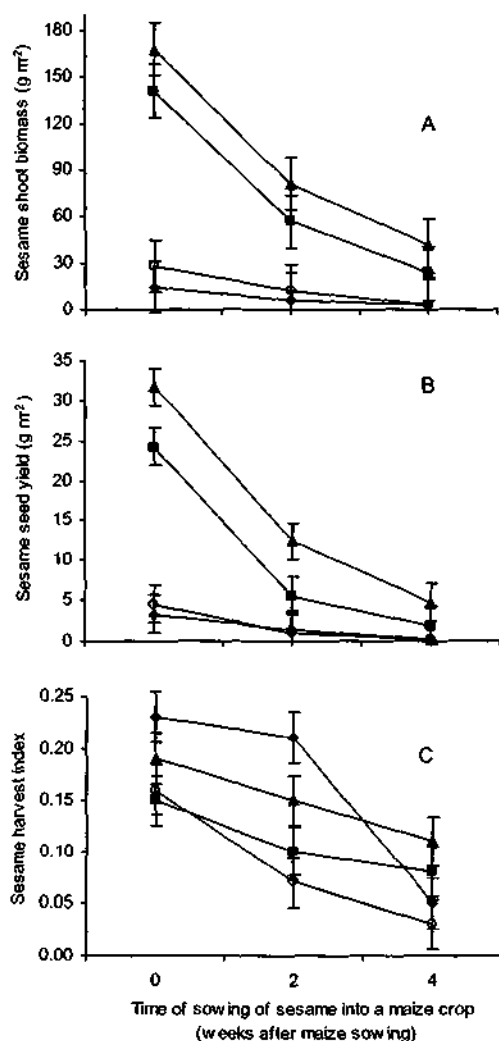 180
150
120
90
60
30
0
Sesame shoot biomass (g m²)
A
35
30
25
20
15
10
5
0
Sesame seed yield (g m²)
B
0.25
0.20
0.15
0.10
0.05
0.00
Sesame harvest index
C
0 2 4
Time of sowing of sesame into a maize crop
(weeks after maize sowing)